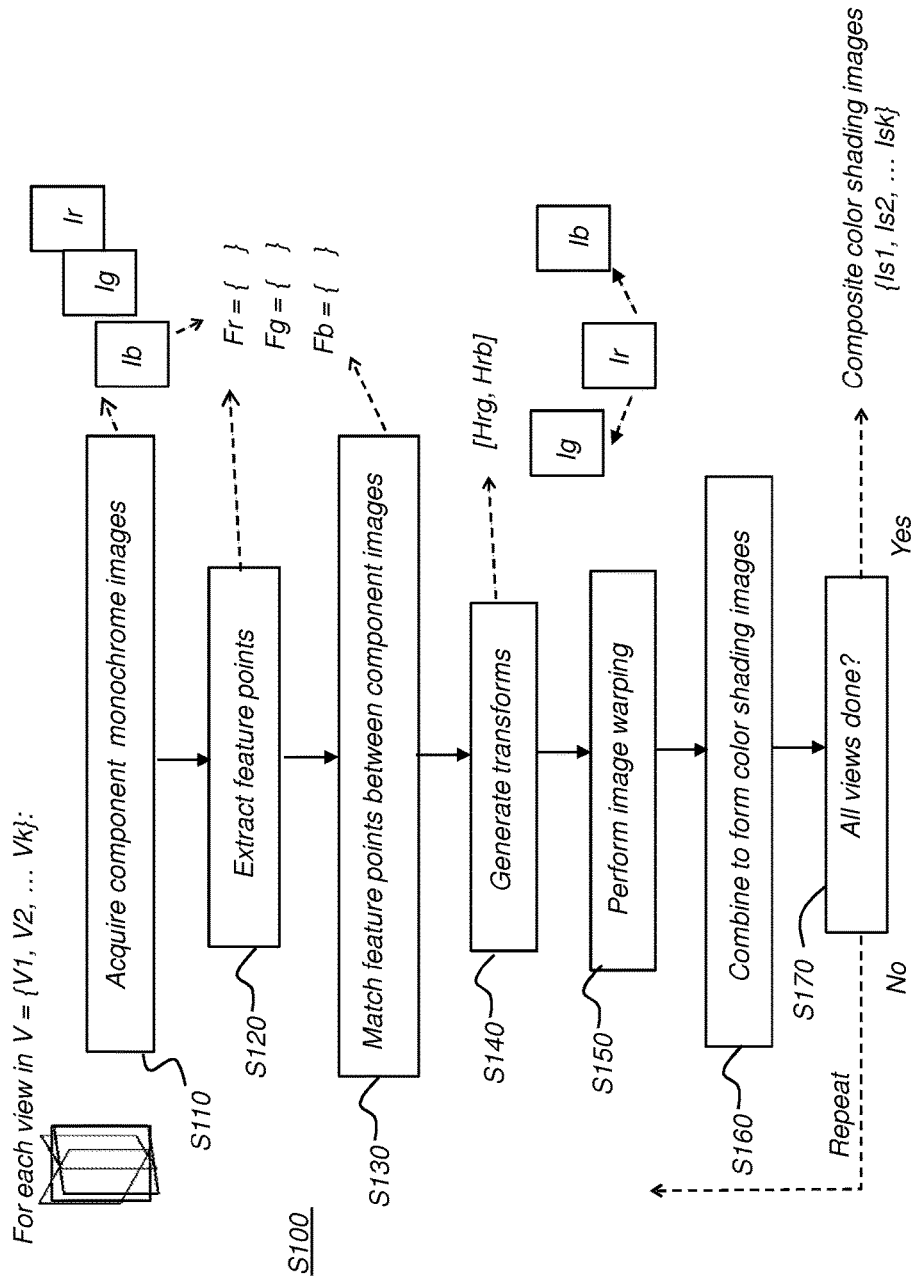 For each view in V = {V1, V2, ... Vk}:
S100
Acquire component monochrome images
S110
Ib
Ig
Ir
Extract feature points
S120
Fr = { }
Fg = { }
Fb = { }
Match feature points between component images
S130
Generate transforms
S140
[Hrg, Hrb]
Perform image warping
S150
Ig
Ir
Ib
Combine to form color shading images
S160
All views done?
S170
No
Repeat
Yes
Composite color shading images
{Is1, Is2, ... Isk}